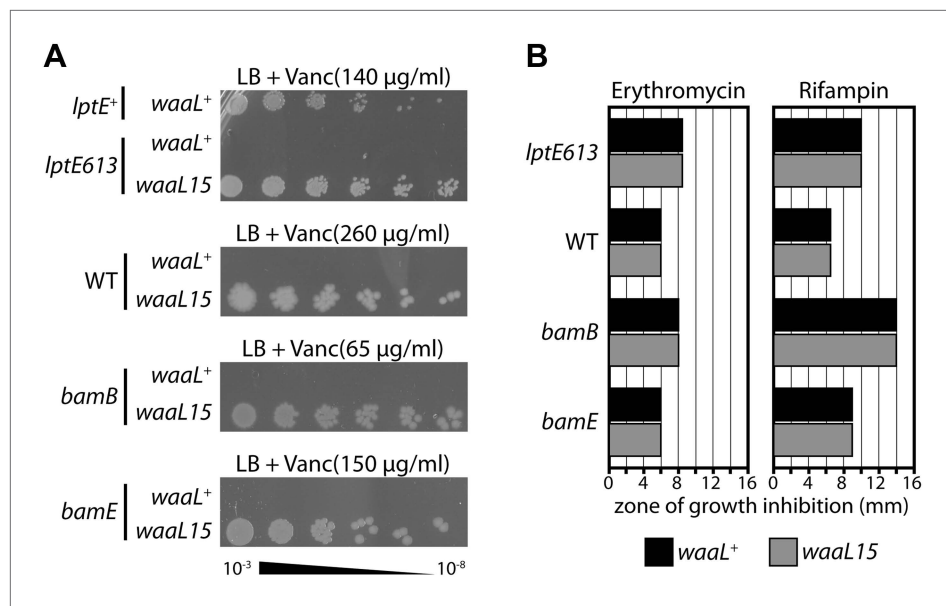 A
LB + Vanc(140 µg/ml)
lptE⁺
waaL⁺
lptE613
waaL⁺
waaL15
LB + Vanc(260 µg/ml)
WT
waaL⁺
waaL15
LB + Vanc(65 µg/ml)
bamB
waaL⁺
waaL15
LB + Vanc(150 µg/ml)
bamE
waaL⁺
waaL15
10⁻³ 10⁻⁸
B
Erythromycin Rifampin
lptE613
WT
bamB
bamE
0 4 8 12 16 0 4 8 12 16
zone of growth inhibition (mm)
waaL⁺ waaL15